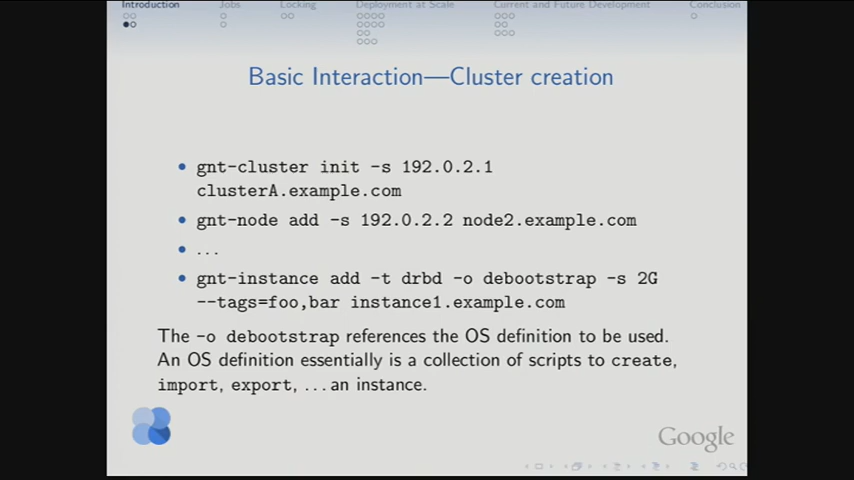 Introduction Jobs Locking Deployment at Scale Current and Future Development Conclusion
Basic Interaction—Cluster creation
• gnt-cluster init -s 192.0.2.1
clusterA.example.com
• gnt-node add -s 192.0.2.2 node2.example.com
• ...
• gnt-instance add -t drbd -o debootstrap -s 2G
--tags=foo,bar instance1.example.com
The -o debootstrap references the OS definition to be used.
An OS definition essentially is a collection of scripts to create,
import, export, ... an instance.
Google